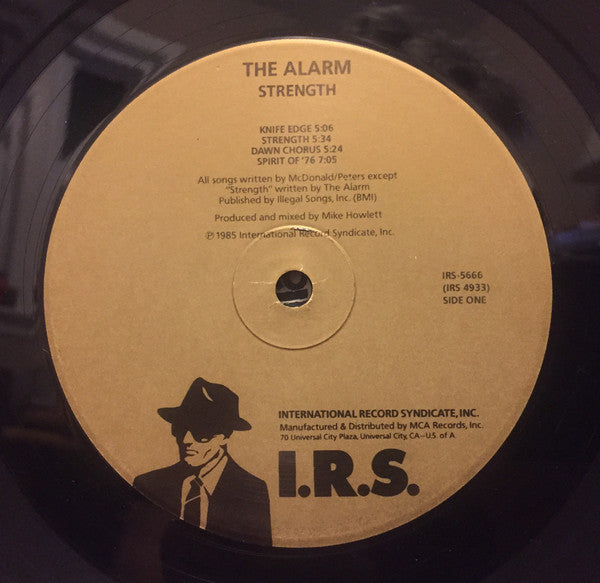 THE ALARM
STRENGTH
KNIFE EDGE 5:06
STRENGTH 5:34
DAWN CHORUS 5:24
SPIRIT OF '76 7:05
All songs written by McDonald/Peters except
"Strength" written by The Alarm
Published by Illegal Songs, Inc. (BMI)
Produced and mixed by Mike Howlett
℗ 1985 International Record Syndicate, Inc.
IRS-5666
(IRS 4933)
SIDE ONE
INTERNATIONAL RECORD SYNDICATE, INC.
Manufactured & Distributed by MCA Records, Inc.
70 Universal City Plaza, Universal City, CA--U.S. of A.
I.R.S.